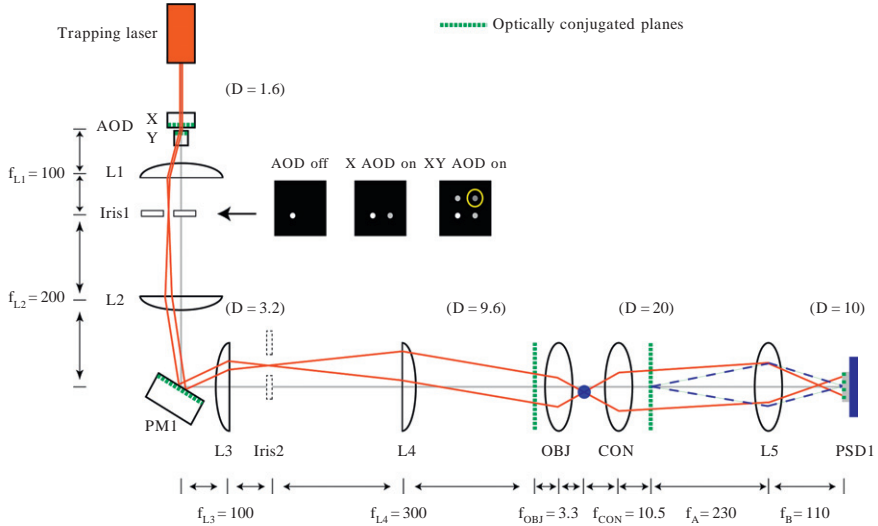 Trapping laser
Optically conjugated planes
(D = 1.6)
X
AOD
Y
AOD off
X AOD on
XY AOD on
f_L1 = 100
L1
Iris1
f_L2 = 200
L2
(D = 3.2)
(D = 9.6)
(D = 20)
(D = 10)
PM1
L3
Iris2
L4
OBJ
CON
L5
PSD1
f_L3 = 100
f_L4 = 300
f_OBJ = 3.3
f_CON = 10.5
f_A = 230
f_B = 110